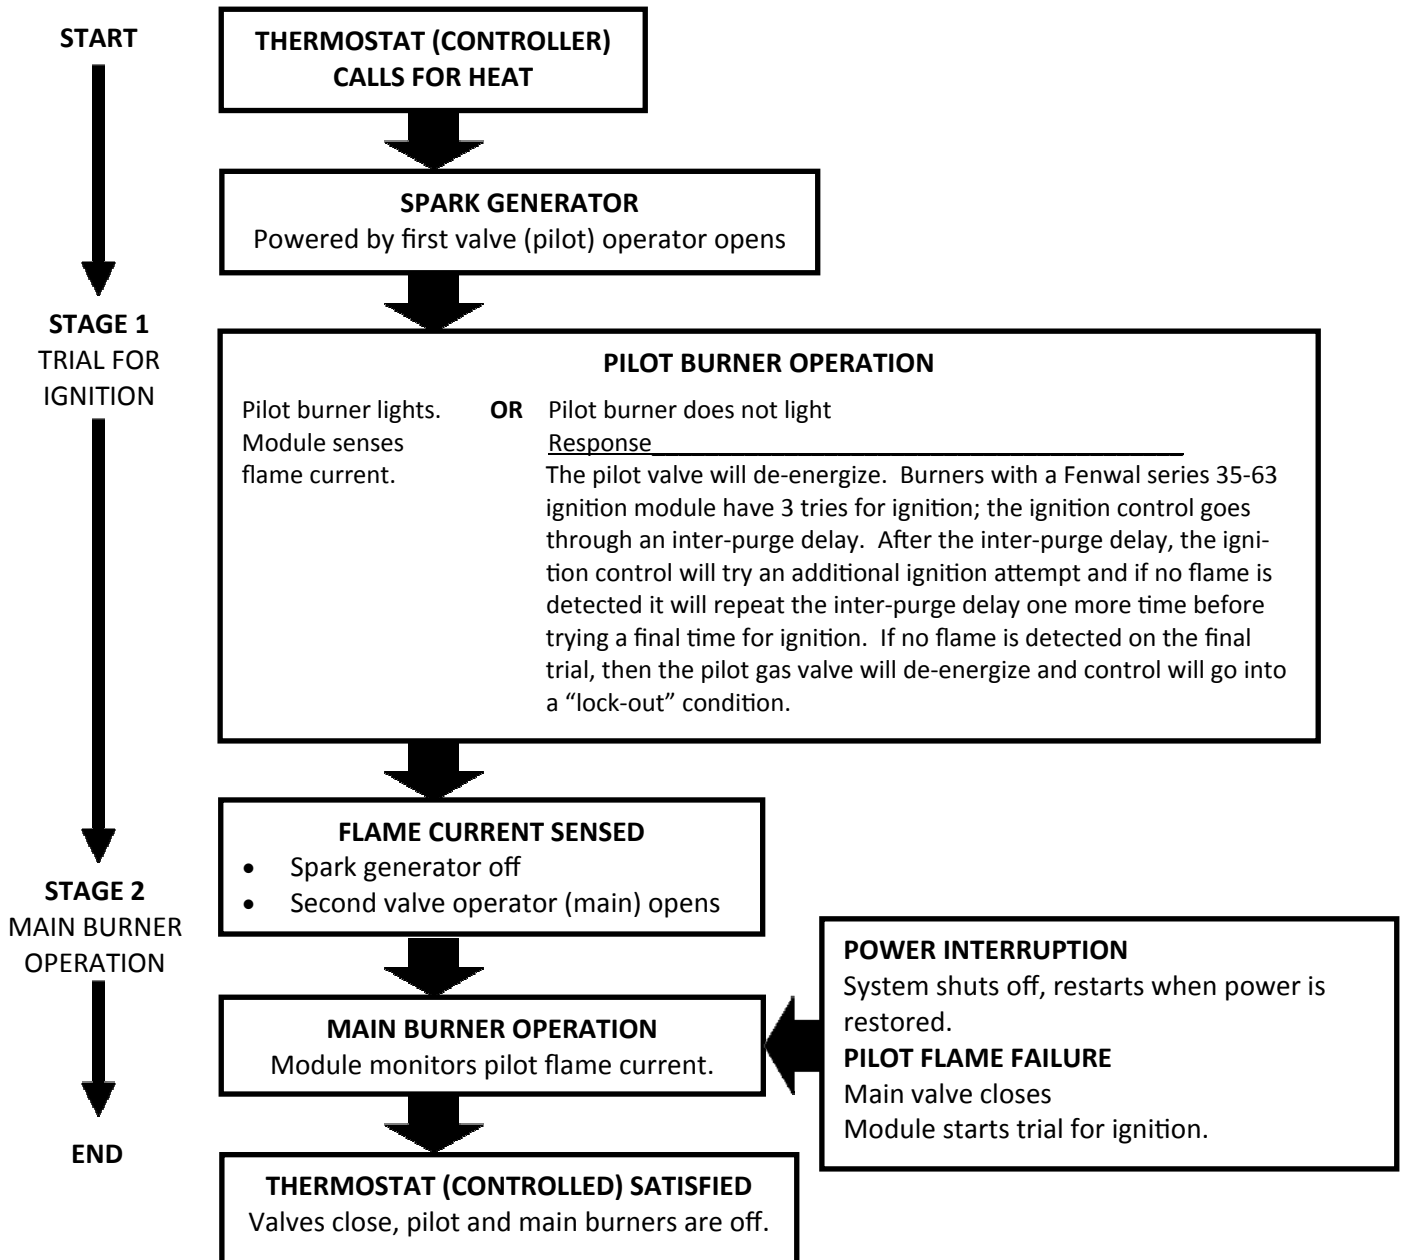 START
THERMOSTAT (CONTROLLER)
CALLS FOR HEAT
SPARK GENERATOR
Powered by first valve (pilot) operator opens
STAGE 1
TRIAL FOR
IGNITION
PILOT BURNER OPERATION
Pilot burner lights.
Module senses
flame current.
OR
Pilot burner does not light
Response
The pilot valve will de-energize. Burners with a Fenwal series 35-63
ignition module have 3 tries for ignition; the ignition control goes
through an inter-purge delay. After the inter-purge delay, the igni-
tion control will try an additional ignition attempt and if no flame is
detected it will repeat the inter-purge delay one more time before
trying a final time for ignition. If no flame is detected on the final
trial, then the pilot gas valve will de-energize and control will go into
a “lock-out” condition.
FLAME CURRENT SENSED
• Spark generator off
• Second valve operator (main) opens
STAGE 2
MAIN BURNER
OPERATION
MAIN BURNER OPERATION
Module monitors pilot flame current.
POWER INTERRUPTION
System shuts off, restarts when power is
restored.
PILOT FLAME FAILURE
Main valve closes
Module starts trial for ignition.
END
THERMOSTAT (CONTROLLED) SATISFIED
Valves close, pilot and main burners are off.